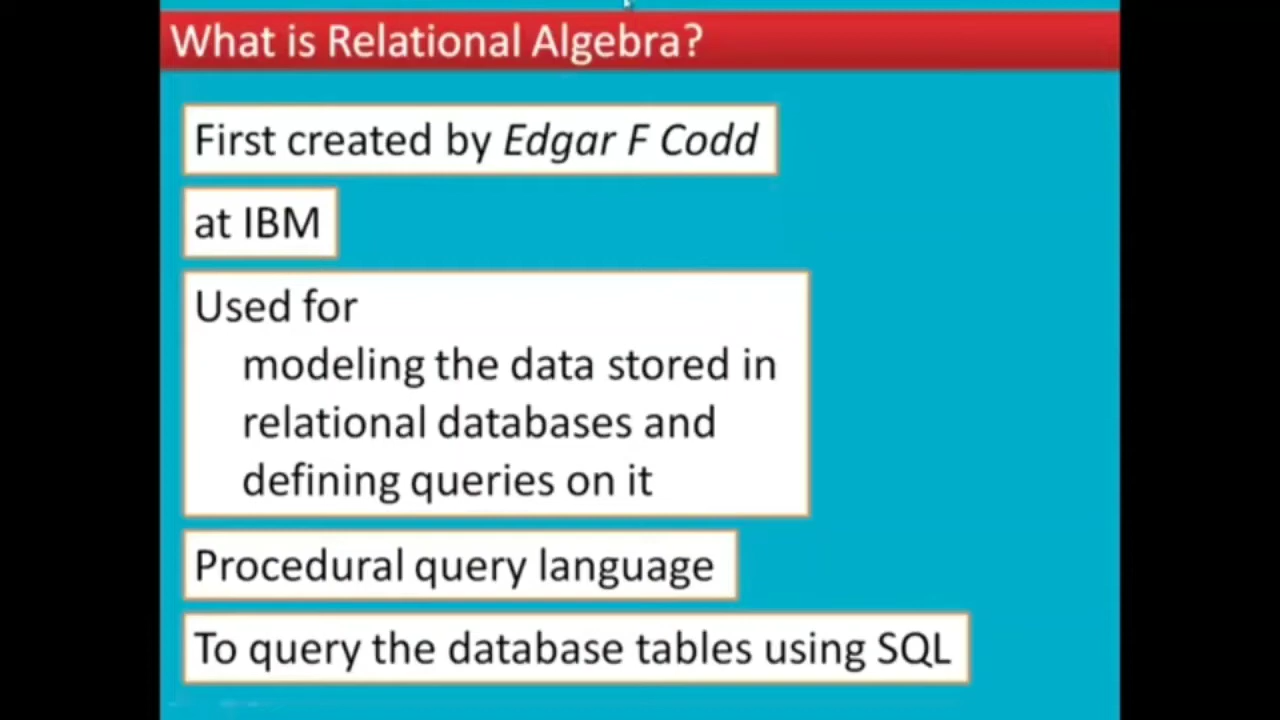 What is Relational Algebra?
First created by Edgar F Codd
at IBM
Used for
modeling the data stored in
relational databases and
defining queries on it
Procedural query language
To query the database tables using SQL